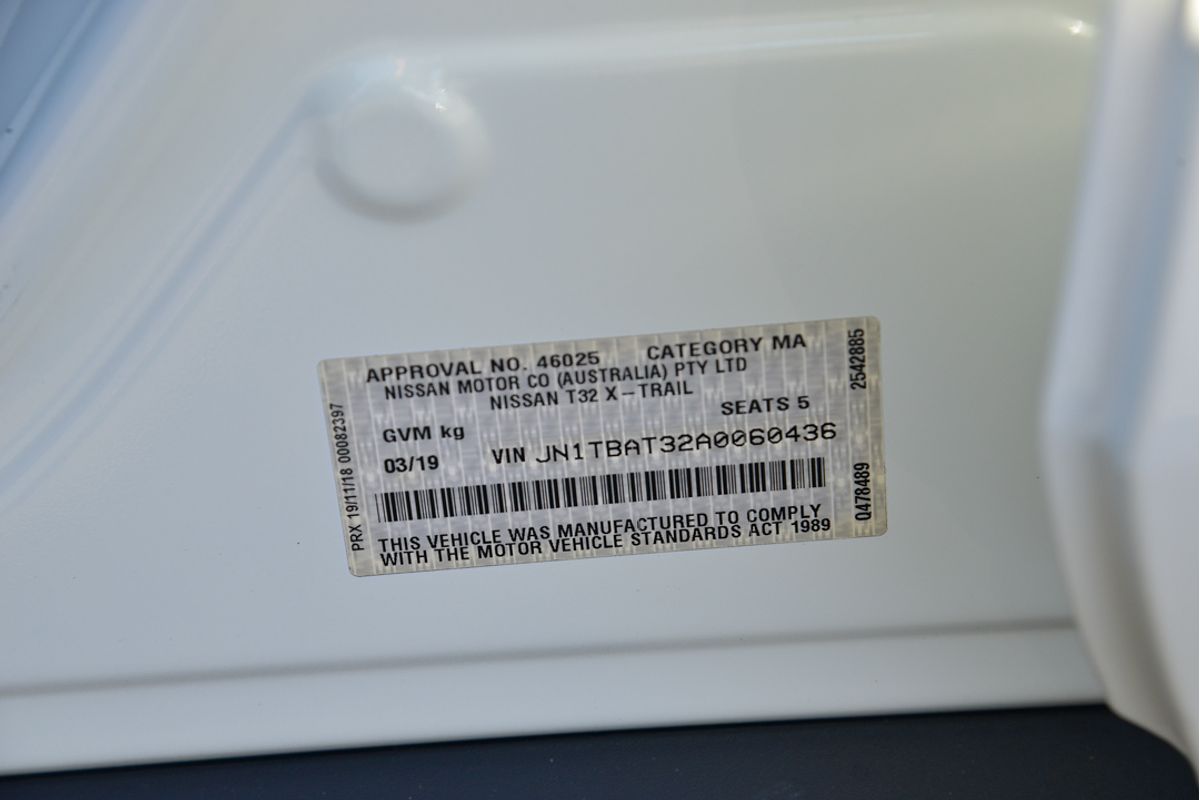 APPROVAL NO. 46025 CATEGORY MA
NISSAN MOTOR CO (AUSTRALIA) PTY LTD
NISSAN T32 X-TRAIL
SEATS 5
GVM kg
03/19 VIN JN1TBAT32A0060436
THIS VEHICLE WAS MANUFACTURED TO COMPLY
WITH THE MOTOR VEHICLE STANDARDS ACT 1989
PRX 19/11/18 00082397
2542885
Q478489